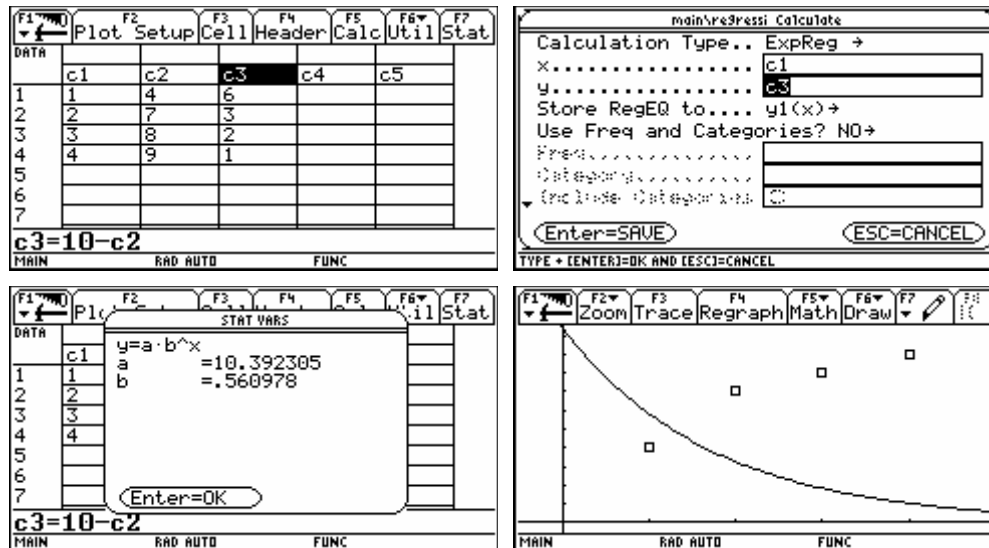 F1 F2 F3 F4 F5 F6▾ F7
Plot Setup Cell Header Calc Util Stat
DATA
c1 c2 c3 c4 c5
1 1 4 6
2 2 7 3
3 3 8 2
4 4 9 1
5
6
7
c3=10-c2
MAIN RAD AUTO FUNC
main\regressi Calculate
Calculation Type.. ExpReg →
x................. c1
y................. c3
Store RegEQ to.... y1(x)→
Use Freq and Categories? NO→
Freq..............
Category..........
Include Categories {}
Enter=SAVE ESC=CANCEL
TYPE + [ENTER]=OK AND [ESC]=CANCEL
F1 F2 F3 F4 F5 F6▾ F7
Plo il Stat
STAT VARS
DATA
c1
y=a·b^x
a =10.392305
b =.560978
1 1
2 2
3 3
4 4
5
6
7
Enter=OK
c3=10-c2
MAIN RAD AUTO FUNC
F1 F2▾ F3 F4 F5▾ F6▾ F7
Zoom Trace Regraph Math Draw
MAIN RAD AUTO FUNC